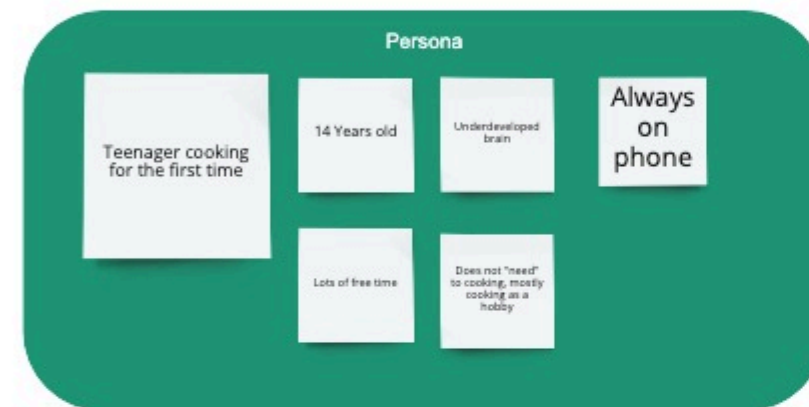 Persona
Teenager cooking
for the first time
14 Years old
Underdeveloped
brain
Always
on
phone
Lots of free time
Does not "need"
to cooking, mostly
cooking as a
hobby